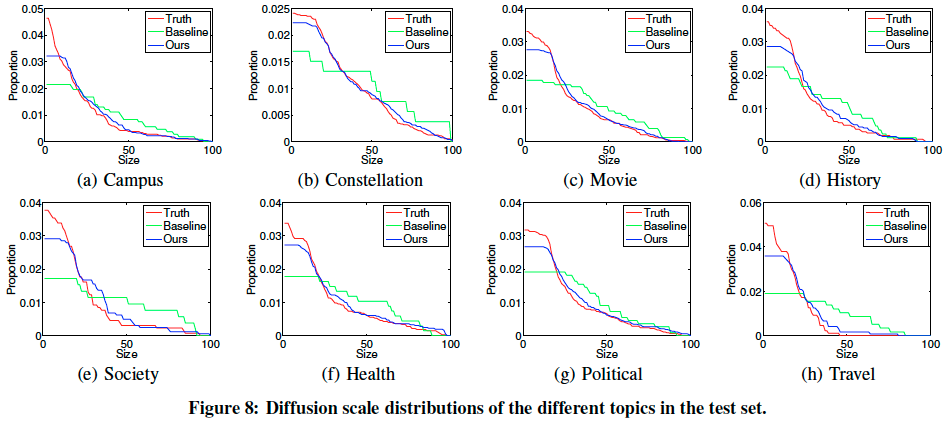 0.05
0.04
0.03
0.02
0.01
0
Proportion
Truth
Baseline
Ours
0 50 100
Size
(a) Campus
0.025
0.02
0.015
0.01
0.005
0
Proportion
Truth
Baseline
Ours
0 50 100
Size
(b) Constellation
0.04
0.03
0.02
0.01
0
Proportion
Truth
Baseline
Ours
0 50 100
Size
(c) Movie
0.04
0.03
0.02
0.01
0
Proportion
Truth
Baseline
Ours
0 50 100
Size
(d) History
0.04
0.03
0.02
0.01
0
Proportion
Truth
Baseline
Ours
0 50 100
Size
(e) Society
0.04
0.03
0.02
0.01
0
Proportion
Truth
Baseline
Ours
0 50 100
Size
(f) Health
0.04
0.03
0.02
0.01
0
Proportion
Truth
Baseline
Ours
0 50 100
Size
(g) Political
0.06
0.04
0.02
0
Proportion
Truth
Baseline
Ours
0 50 100
Size
(h) Travel
Figure 8: Diffusion scale distributions of the different topics in the test set.